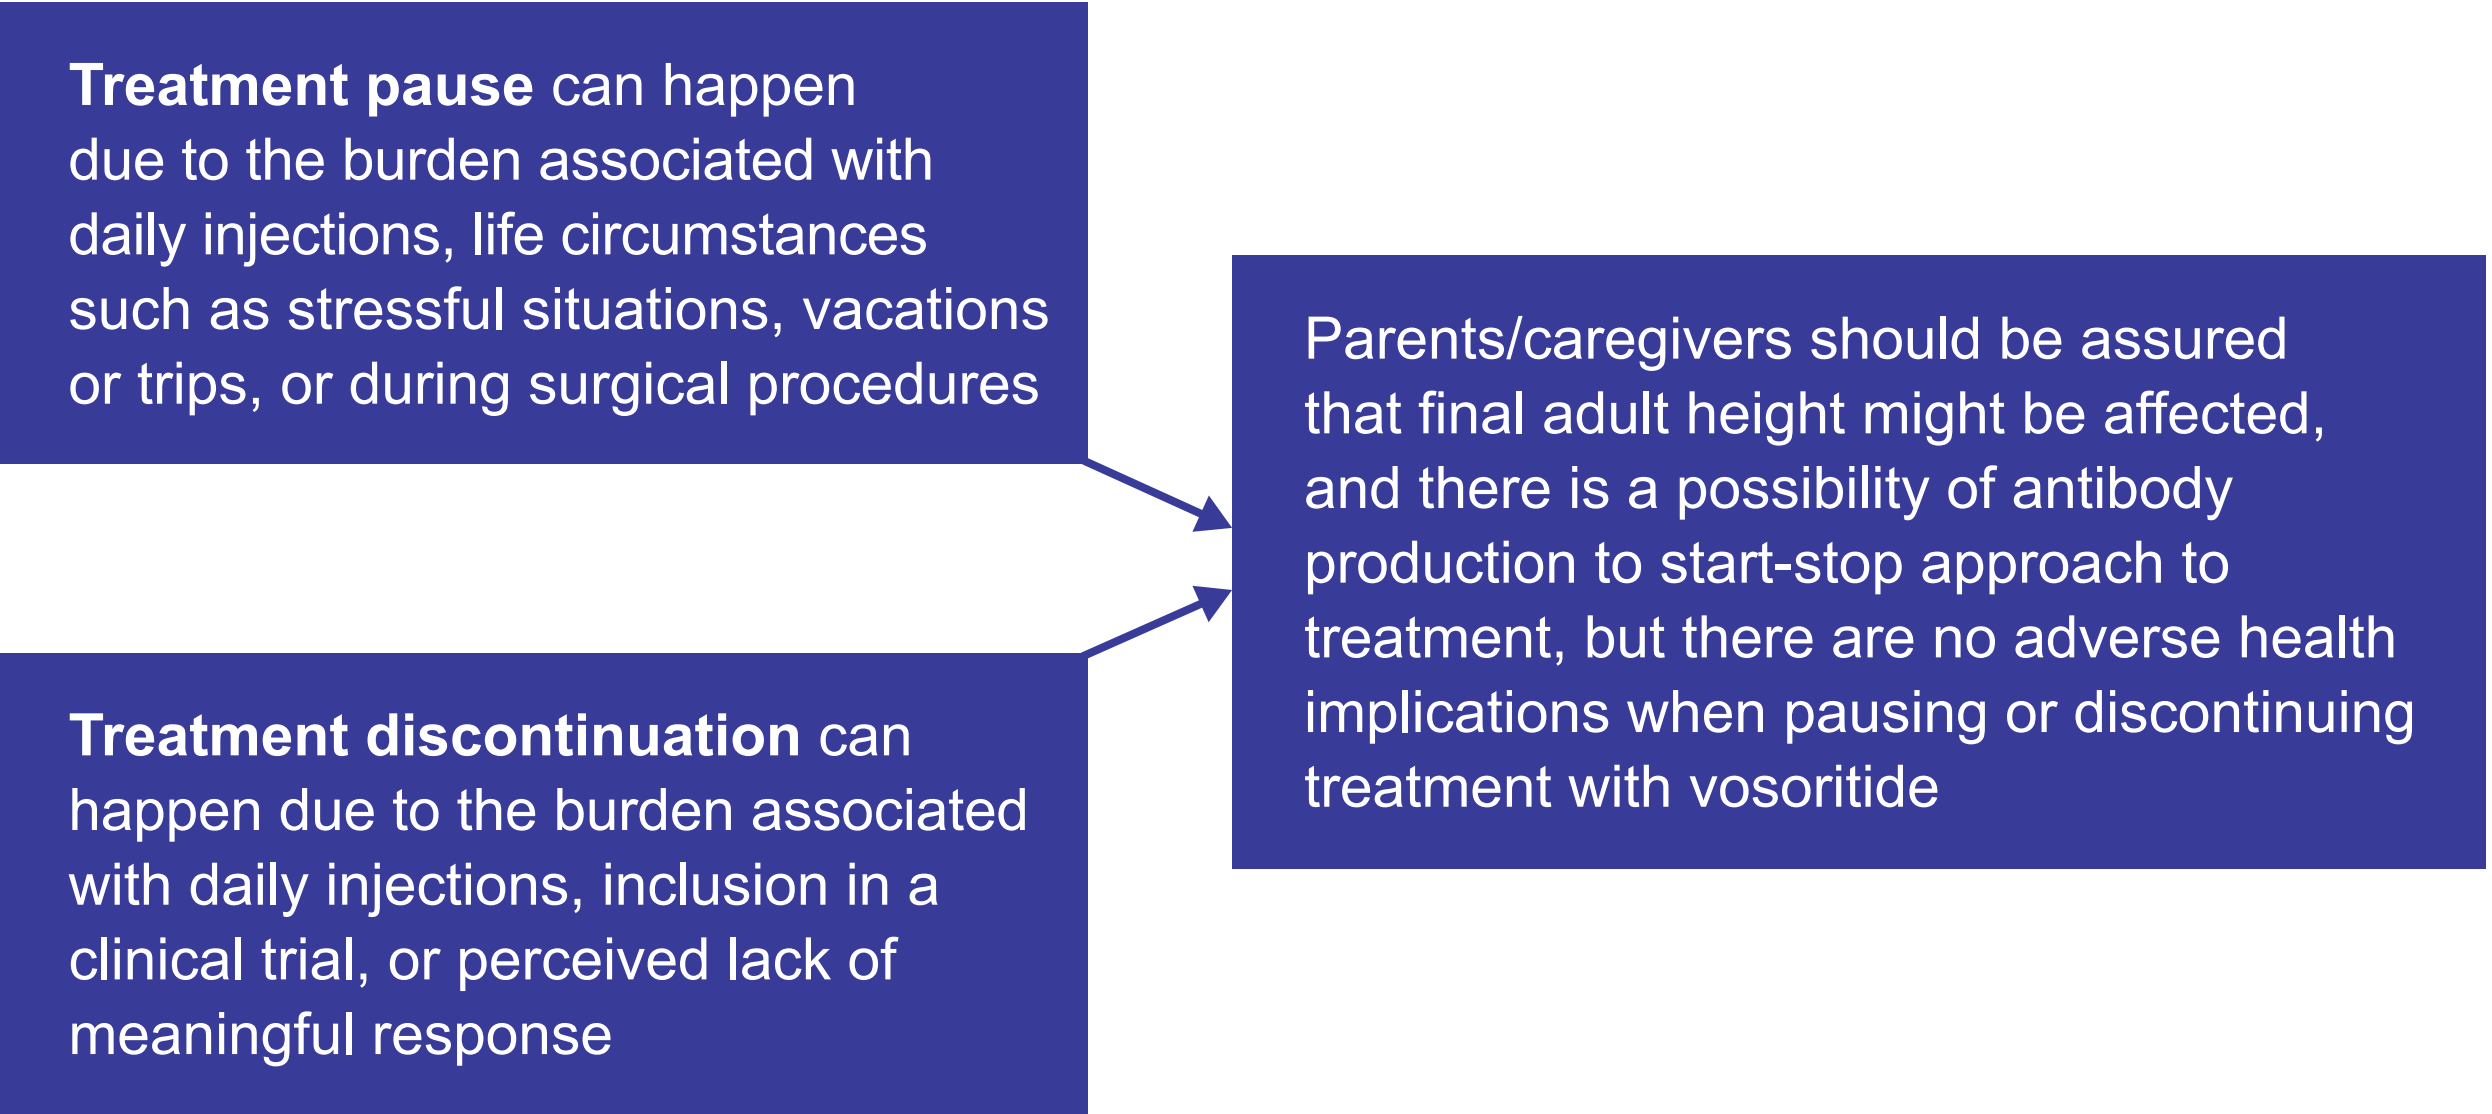 Treatment pause can happen
due to the burden associated with
daily injections, life circumstances
such as stressful situations, vacations
or trips, or during surgical procedures
Treatment discontinuation can
happen due to the burden associated
with daily injections, inclusion in a
clinical trial, or perceived lack of
meaningful response
Parents/caregivers should be assured
that final adult height might be affected,
and there is a possibility of antibody
production to start-stop approach to
treatment, but there are no adverse health
implications when pausing or discontinuing
treatment with vosoritide